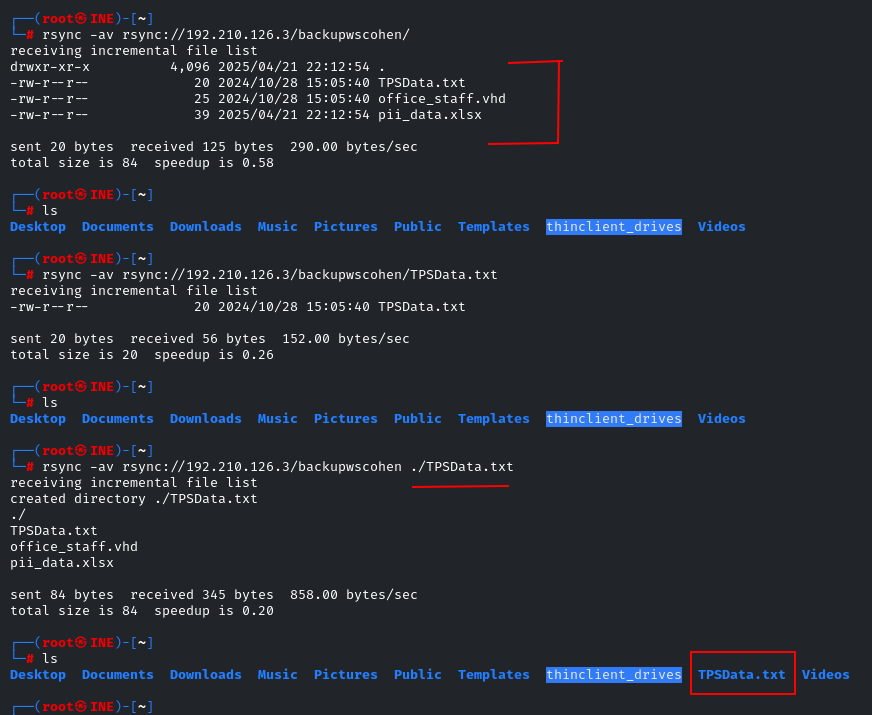 ┌──(root㉿INE)-[~]
└─# rsync -av rsync://192.210.126.3/backupwscohen/
receiving incremental file list
drwxr-xr-x          4,096 2025/04/21 22:12:54 .
-rw-r--r--             20 2024/10/28 15:05:40 TPSData.txt
-rw-r--r--             25 2024/10/28 15:05:40 office_staff.vhd
-rw-r--r--             39 2025/04/21 22:12:54 pii_data.xlsx

sent 20 bytes  received 125 bytes  290.00 bytes/sec
total size is 84  speedup is 0.58

┌──(root㉿INE)-[~]
└─# ls
Desktop  Documents  Downloads  Music  Pictures  Public  Templates  thinclient_drives  Videos

┌──(root㉿INE)-[~]
└─# rsync -av rsync://192.210.126.3/backupwscohen/TPSData.txt
receiving incremental file list
-rw-r--r--             20 2024/10/28 15:05:40 TPSData.txt

sent 20 bytes  received 56 bytes  152.00 bytes/sec
total size is 20  speedup is 0.26

┌──(root㉿INE)-[~]
└─# ls
Desktop  Documents  Downloads  Music  Pictures  Public  Templates  thinclient_drives  Videos

┌──(root㉿INE)-[~]
└─# rsync -av rsync://192.210.126.3/backupwscohen ./TPSData.txt
receiving incremental file list
created directory ./TPSData.txt
./
TPSData.txt
office_staff.vhd
pii_data.xlsx

sent 84 bytes  received 345 bytes  858.00 bytes/sec
total size is 84  speedup is 0.20

┌──(root㉿INE)-[~]
└─# ls
Desktop  Documents  Downloads  Music  Pictures  Public  Templates  thinclient_drives  TPSData.txt  Videos

┌──(root㉿INE)-[~]